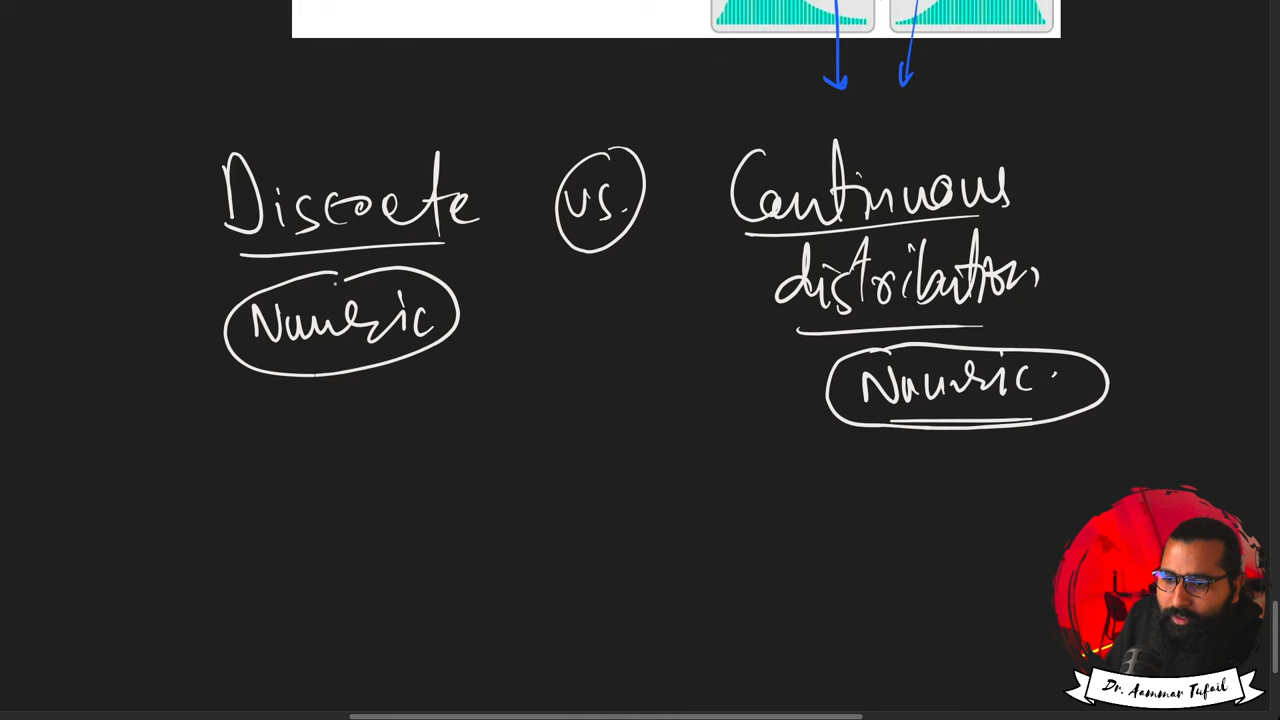 Discrete vs. Continuous
distribution
Numeric
Numeric
Dr. Aammar Tufail